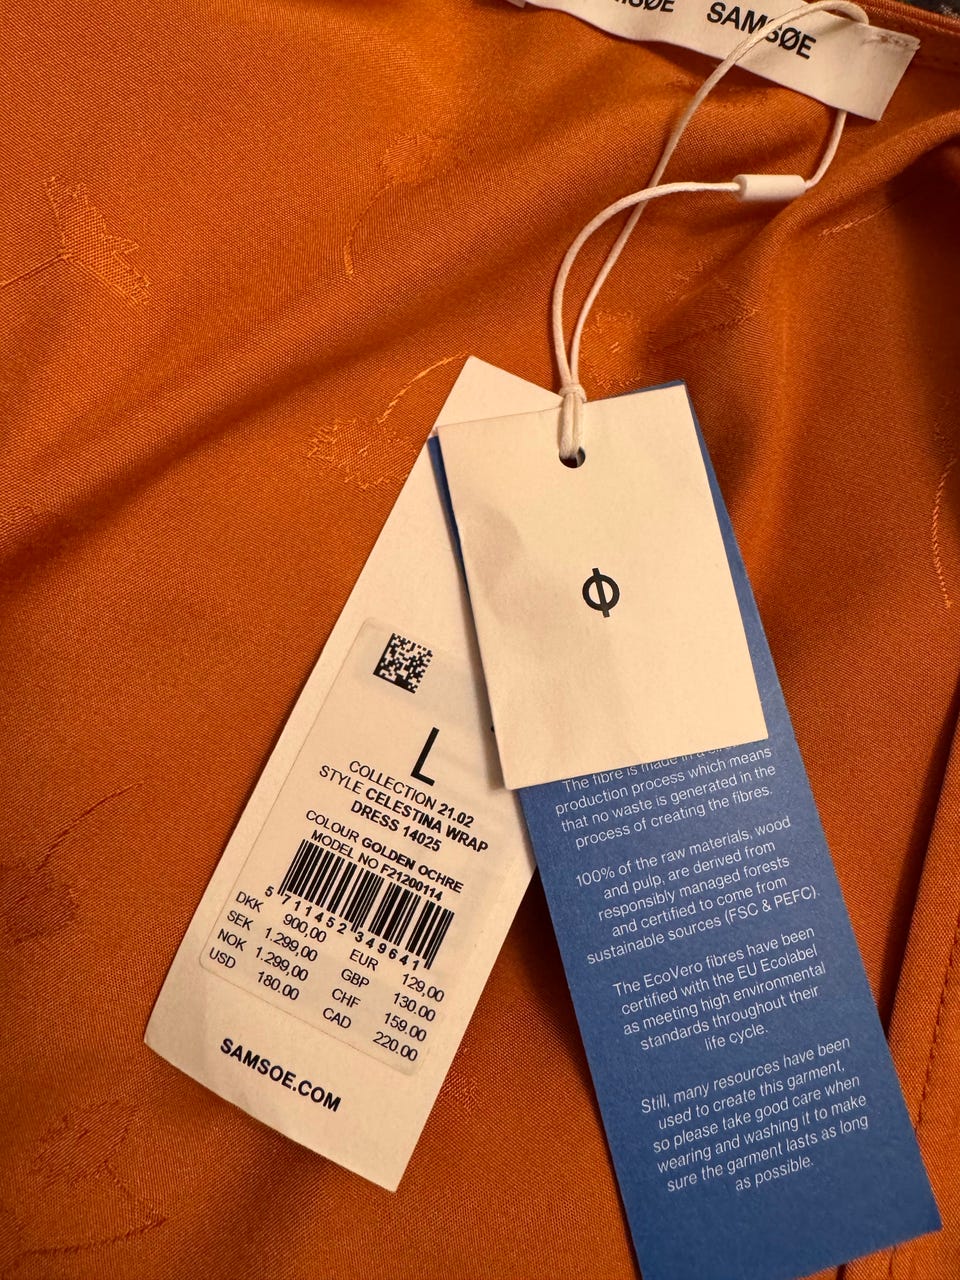 SAMSØE
L
COLLECTION 21.02
STYLE CELESTINA WRAP
DRESS 14025
COLOUR GOLDEN OCHRE
MODEL NO F21200114
5 711452 349641
DKK 900,00 EUR 129,00
SEK 1.299,00 GBP 130.00
NOK 1.299,00 CHF 159.00
USD 180.00 CAD 220.00
SAMSOE.COM
The fibre is made in a
production process which means
that no waste is generated in the
process of creating the fibres.
100% of the raw materials, wood
and pulp, are derived from
responsibly managed forests
and certified to come from
sustainable sources (FSC & PEFC).
The EcoVero fibres have been
certified with the EU Ecolabel
as meeting high environmental
standards throughout their
life cycle.
Still, many resources have been
used to create this garment,
so please take good care when
wearing and washing it to make
sure the garment lasts as long
as possible.